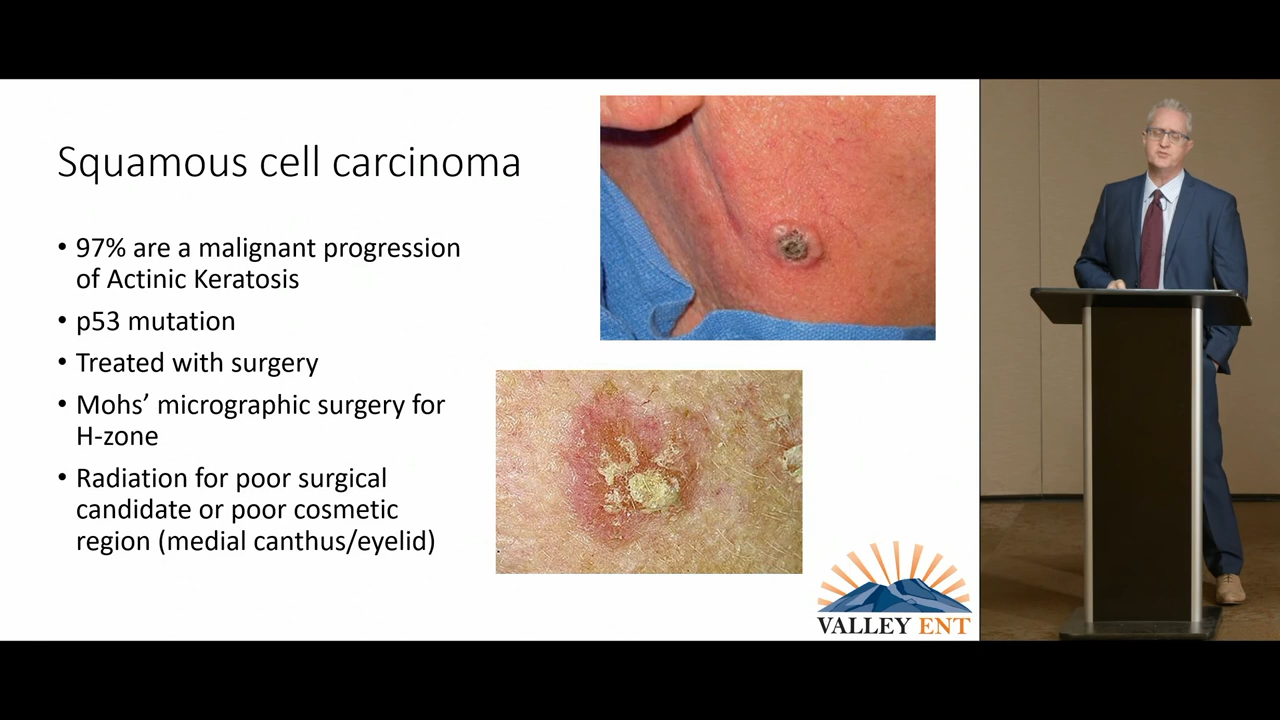 Squamous cell carcinoma
• 97% are a malignant progression
of Actinic Keratosis
• p53 mutation
• Treated with surgery
• Mohs’ micrographic surgery for
H-zone
• Radiation for poor surgical
candidate or poor cosmetic
region (medial canthus/eyelid)
VALLEY ENT